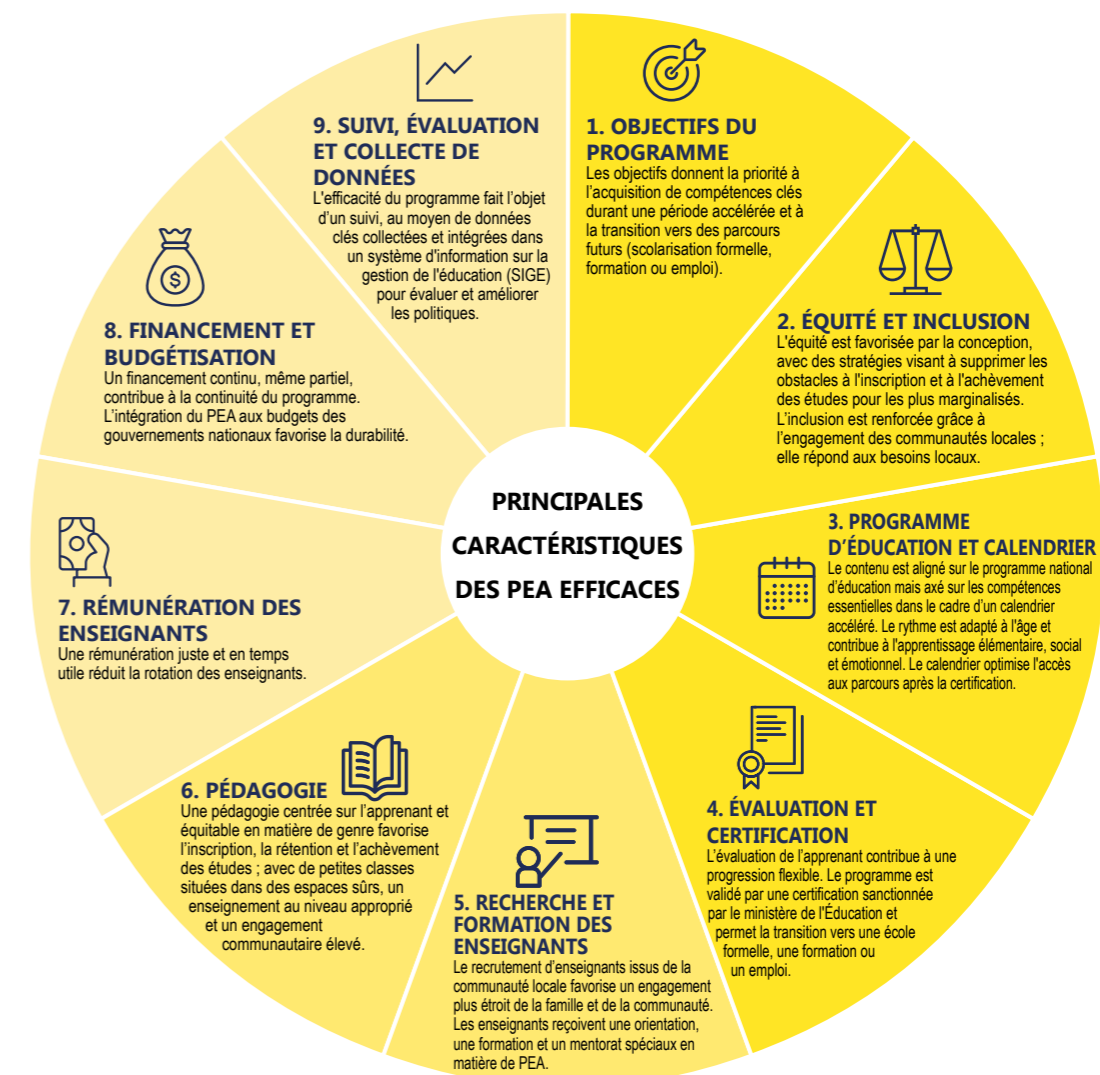 PRINCIPALES
CARACTÉRISTIQUES
DES PEA EFFICACES
1. OBJECTIFS DU
PROGRAMME
Les objectifs donnent la priorité à
l’acquisition de compétences clés
durant une période accélérée et à
la transition vers des parcours
futurs (scolarisation formelle,
formation ou emploi).
2. ÉQUITÉ ET INCLUSION
L'équité est favorisée par la conception,
avec des stratégies visant à supprimer les
obstacles à l'inscription et à l'achèvement
des études pour les plus marginalisés.
L’inclusion est renforcée grâce à
l’engagement des communautés locales ;
elle répond aux besoins locaux.
3. PROGRAMME
D’ÉDUCATION ET CALENDRIER
Le contenu est aligné sur le programme national
d’éducation mais axé sur les compétences
essentielles dans le cadre d’un calendrier
accéléré. Le rythme est adapté à l'âge et
contribue à l'apprentissage élémentaire, social
et émotionnel. Le calendrier optimise l'accès
aux parcours après la certification.
4. ÉVALUATION ET
CERTIFICATION
L’évaluation de l’apprenant contribue à une
progression flexible. Le programme est
validé par une certification sanctionnée
par le ministère de l'Éducation et
permet la transition vers une école
formelle, une formation ou
un emploi.
5. RECHERCHE ET
FORMATION DES
ENSEIGNANTS
Le recrutement d’enseignants issus de la
communauté locale favorise un engagement
plus étroit de la famille et de la communauté.
Les enseignants reçoivent une orientation,
une formation et un mentorat spéciaux en
matière de PEA.
6. PÉDAGOGIE
Une pédagogie centrée sur l’apprenant et
équitable en matière de genre favorise
l’inscription, la rétention et l’achèvement
des études ; avec de petites classes
situées dans des espaces sûrs, un
enseignement au niveau approprié
et un engagement
communautaire élevé.
7. RÉMUNÉRATION DES
ENSEIGNANTS
Une rémunération juste et en temps
utile réduit la rotation des enseignants.
8. FINANCEMENT ET
BUDGÉTISATION
Un financement continu, même partiel,
contribue à la continuité du programme.
L’intégration du PEA aux budgets des
gouvernements nationaux favorise la durabilité.
9. SUIVI, ÉVALUATION
ET COLLECTE DE
DONNÉES
L'efficacité du programme fait l’objet
d’un suivi, au moyen de données
clés collectées et intégrées dans
un système d'information sur la
gestion de l'éducation (SIGE)
pour évaluer et améliorer
les politiques.